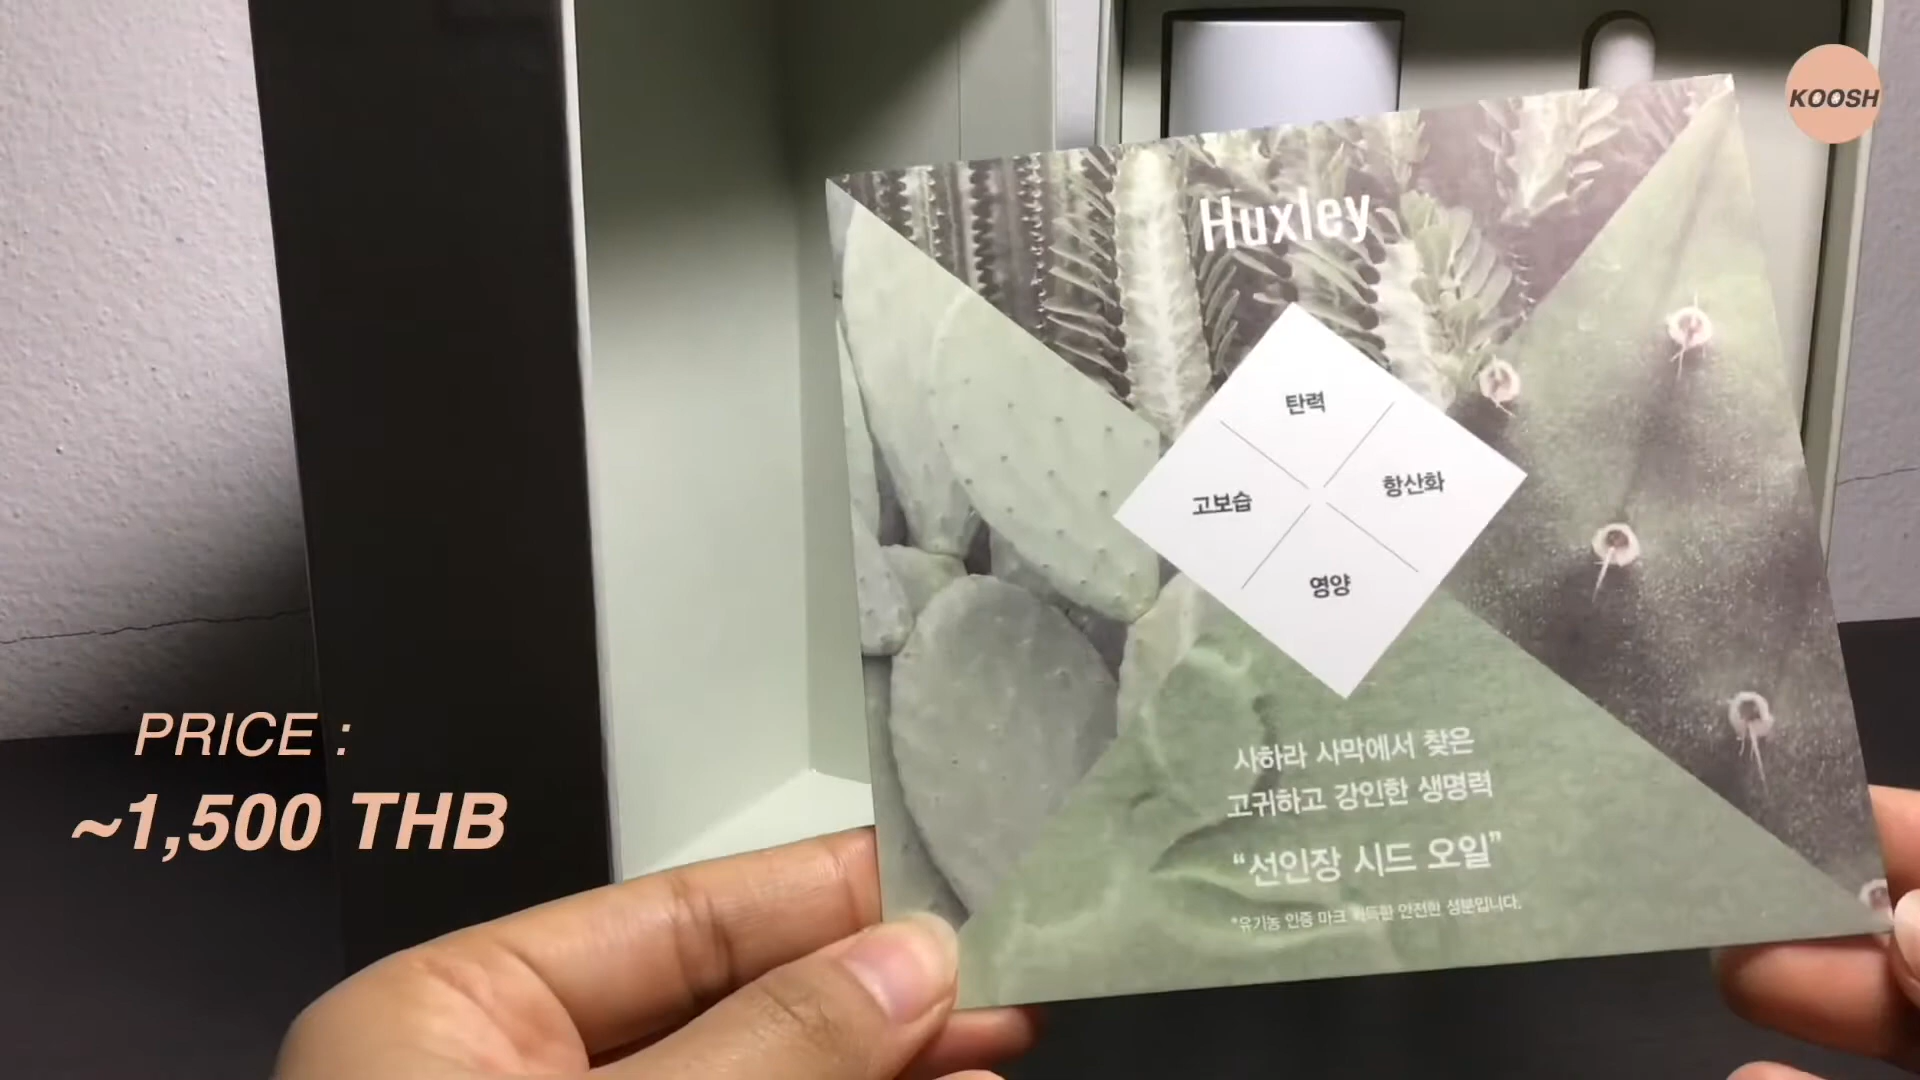 KOOSH
Huxley
탄력
고보습
항산화
영양
사하라 사막에서 찾은
고귀하고 강인한 생명력
“선인장 시드 오일”
*유기농 인증 마크 획득한 안전한 성분입니다.
PRICE :
~1,500 THB